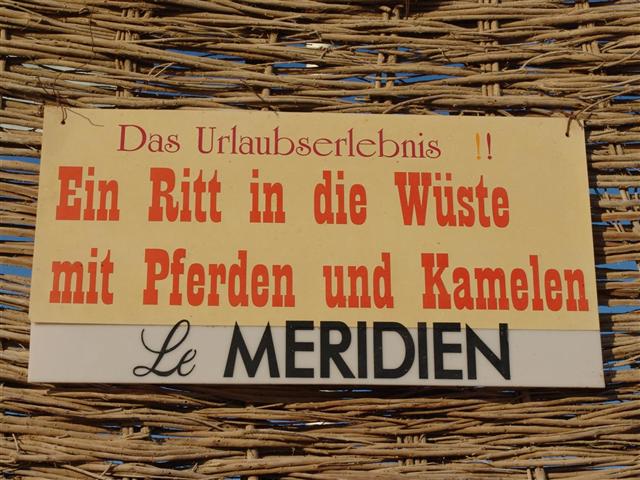 Das Urlaubserlebnis !!
Ein Ritt in die Wüste
mit Pferden und Kamelen
Le MERIDIEN